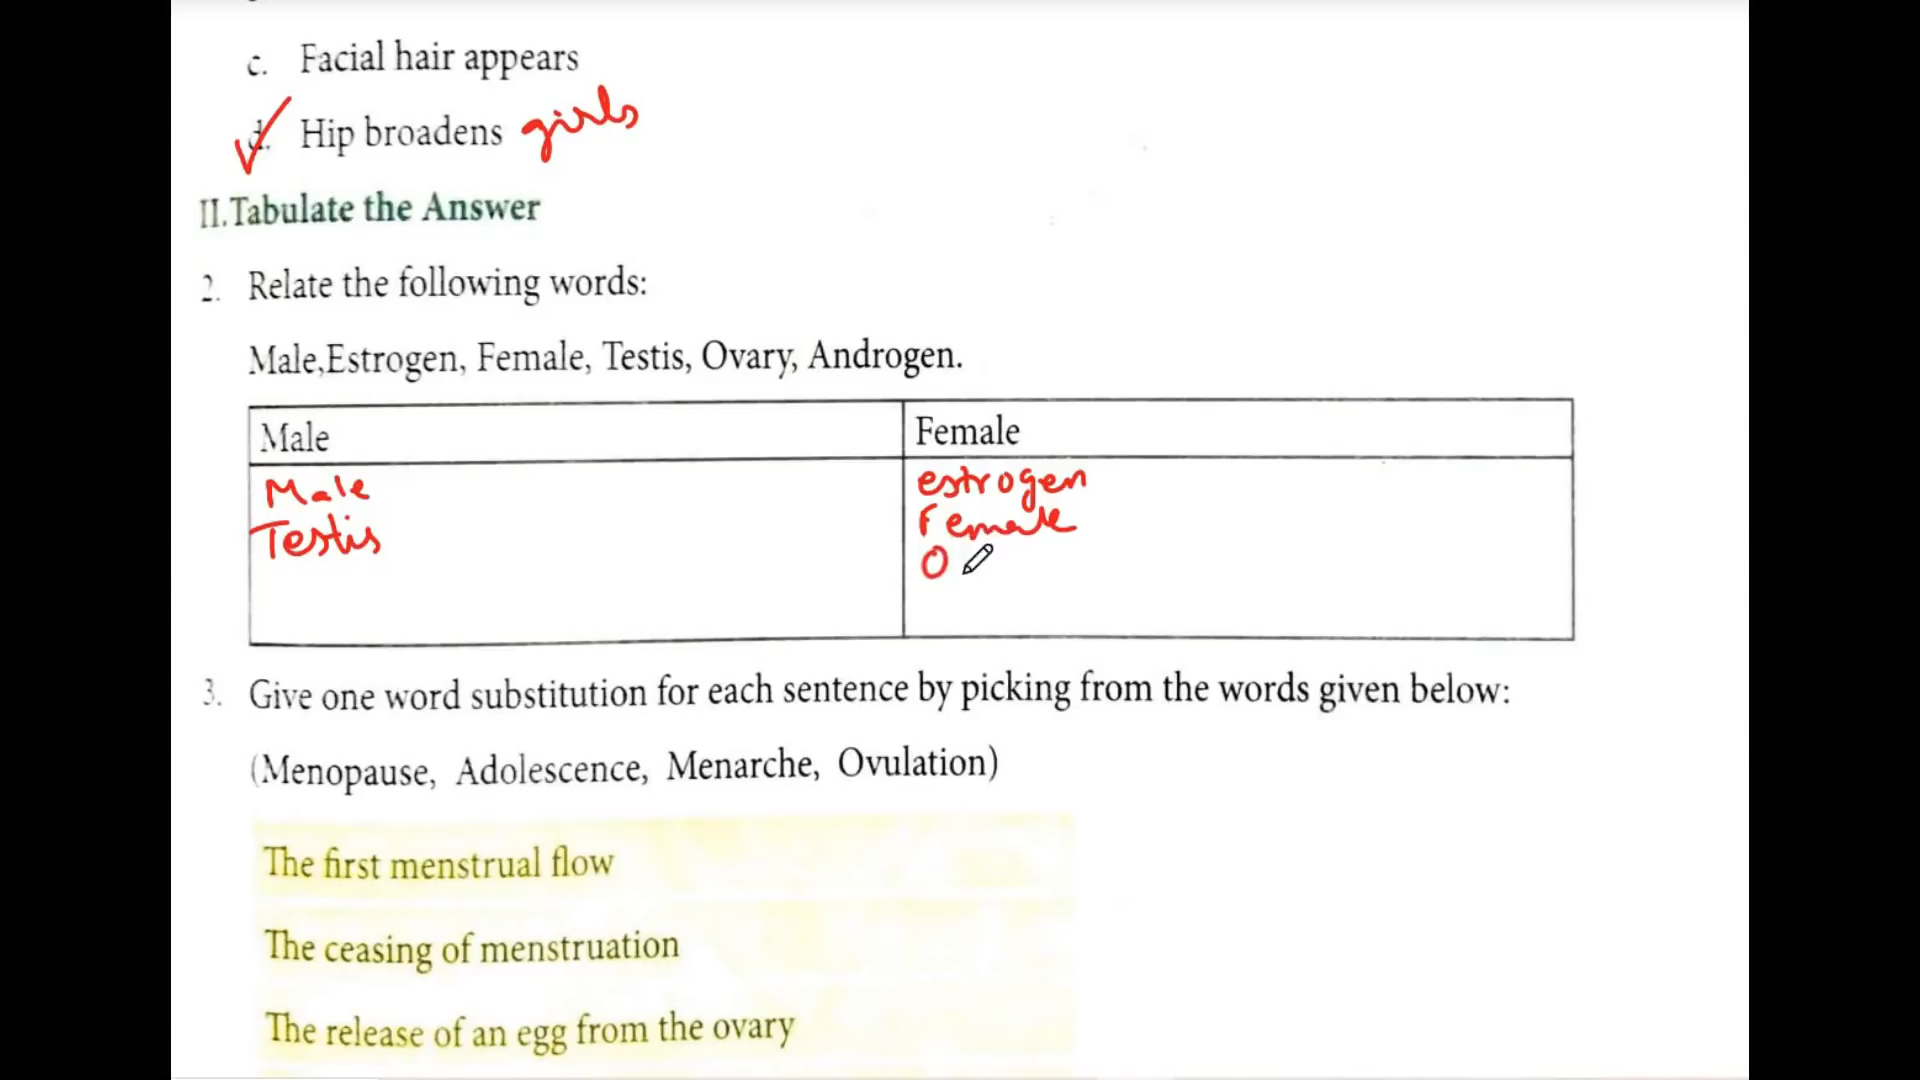 c. Facial hair appears
d. Hip broadens girls
II.Tabulate the Answer
2. Relate the following words:
Male,Estrogen, Female, Testis, Ovary, Androgen.
Male Female
Male estrogen
Testis Female
O
3. Give one word substitution for each sentence by picking from the words given below:
(Menopause, Adolescence, Menarche, Ovulation)
The first menstrual flow
The ceasing of menstruation
The release of an egg from the ovary